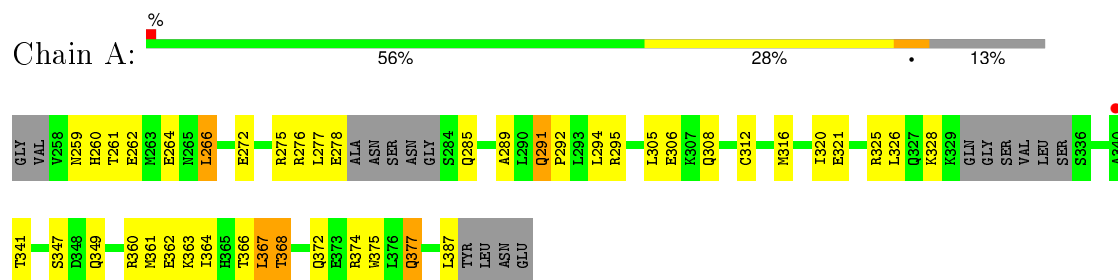 %
Chain A:
56% 28% • 13%
GLY VAL V258 N259 H260 T261 E262 M263 E264 N265 L266 E272 R275 R276 L277 E278 ALA ASN SER ASN GLY S284 Q285 A289 L290 Q291 P292 L293 L294 R295 L305 E306 K307 Q308 C312 M316 I320 E321 R325 L326 Q327 K328 K329 GLN GLY SER VAL LEU SER S336 A340
T341 S347 D348 Q349 R360 M361 E362 K363 I364 H365 T366 L367 T368 Q372 E373 R374 W375 L376 Q377 L387 TYR LEU ASN GLU